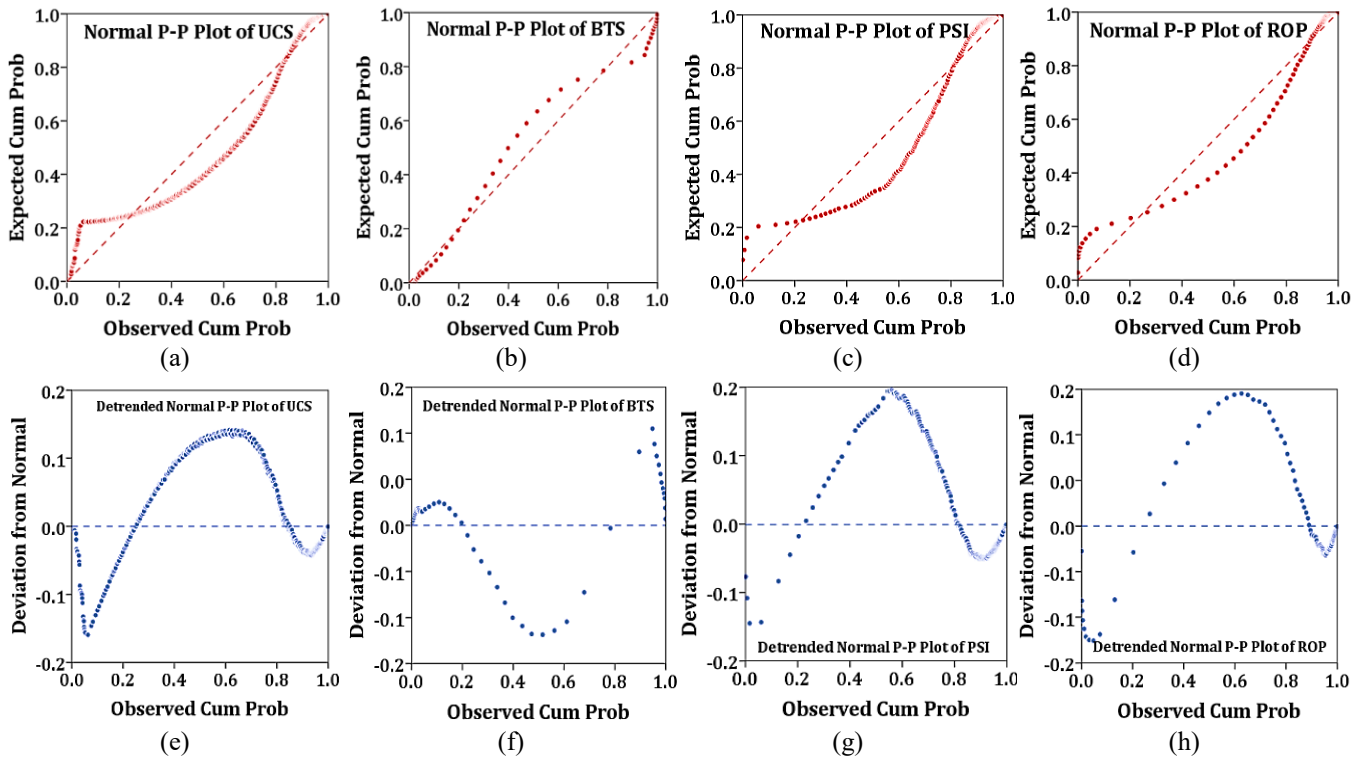 Normal P-P Plot of UCS
Expected Cum Prob
1.0
0.8
0.6
0.4
0.2
0.0
0.0 0.2 0.4 0.6 0.8 1.0
Observed Cum Prob
(a)
Normal P-P Plot of BTS
Expected Cum Prob
1.0
0.8
0.6
0.4
0.2
0.0
0.0 0.2 0.4 0.6 0.8 1.0
Observed Cum Prob
(b)
Normal P-P Plot of PSI
Expected Cum Prob
1.0
0.8
0.6
0.4
0.2
0.0
0.0 0.2 0.4 0.6 0.8 1.0
Observed Cum Prob
(c)
Normal P-P Plot of ROP
Expected Cum Prob
1.0
0.8
0.6
0.4
0.2
0.0
0.0 0.2 0.4 0.6 0.8 1.0
Observed Cum Prob
(d)
Detrended Normal P-P Plot of UCS
Deviation from Normal
0.2
0.1
0.0
-0.1
-0.2
0.0 0.2 0.4 0.6 0.8 1.0
Observed Cum Prob
(e)
Detrended Normal P-P Plot of BTS
Deviation from Normal
0.2
0.1
0.0
0.0
-0.1
-0.1
-0.2
0.0 0.2 0.4 0.6 0.8 1.0
Observed Cum Prob
(f)
Detrended Normal P-P Plot of PSI
Deviation from Normal
0.2
0.1
0.0
-0.1
-0.2
0.0 0.2 0.4 0.6 0.8 1.0
Observed Cum Prob
(g)
Detrended Normal P-P Plot of ROP
Deviation from Normal
0.2
0.1
0.0
0.0
-0.1
-0.1
-0.2
0.0 0.2 0.4 0.6 0.8 1.0
Observed Cum Prob
(h)